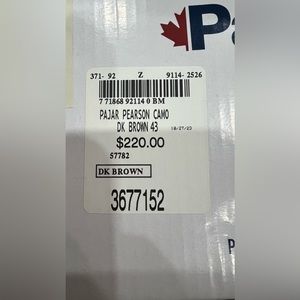 371- 92 Z 9114- 2526
7 71868 92114 0 BM
PAJAR PEARSON CAMO
DK BROWN 43 10/27/23
$220.00
57782
DK BROWN
3677152
P